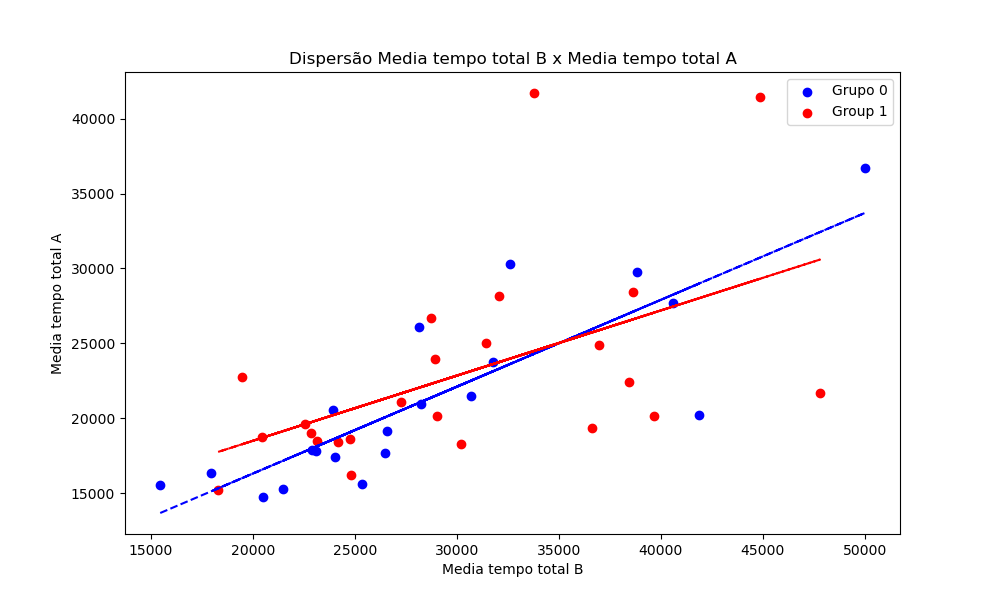 Dispersão Media tempo total B x Media tempo total A
Grupo 0
Group 1
40000
35000
30000
25000
20000
15000
Media tempo total A
15000 20000 25000 30000 35000 40000 45000 50000
Media tempo total B